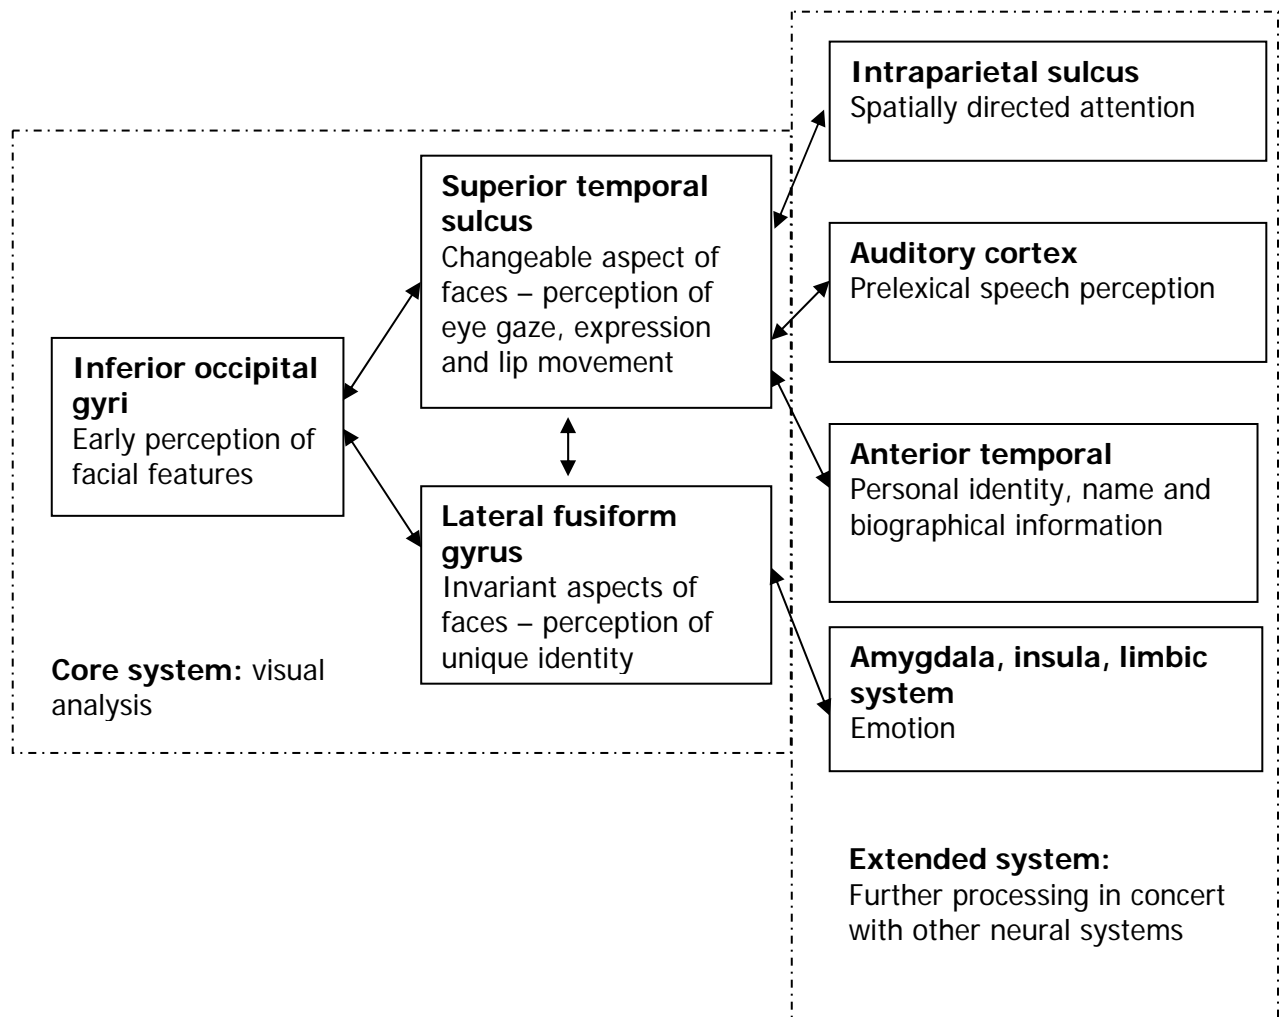 Intraparietal sulcus
Spatially directed attention
Superior temporal
sulcus
Changeable aspect of
faces – perception of
eye gaze, expression
and lip movement
Auditory cortex
Prelexical speech perception
Inferior occipital
gyri
Early perception of
facial features
Anterior temporal
Personal identity, name and
biographical information
Lateral fusiform
gyrus
Invariant aspects of
faces – perception of
unique identity
Core system: visual
analysis
Amygdala, insula, limbic
system
Emotion
Extended system:
Further processing in concert
with other neural systems